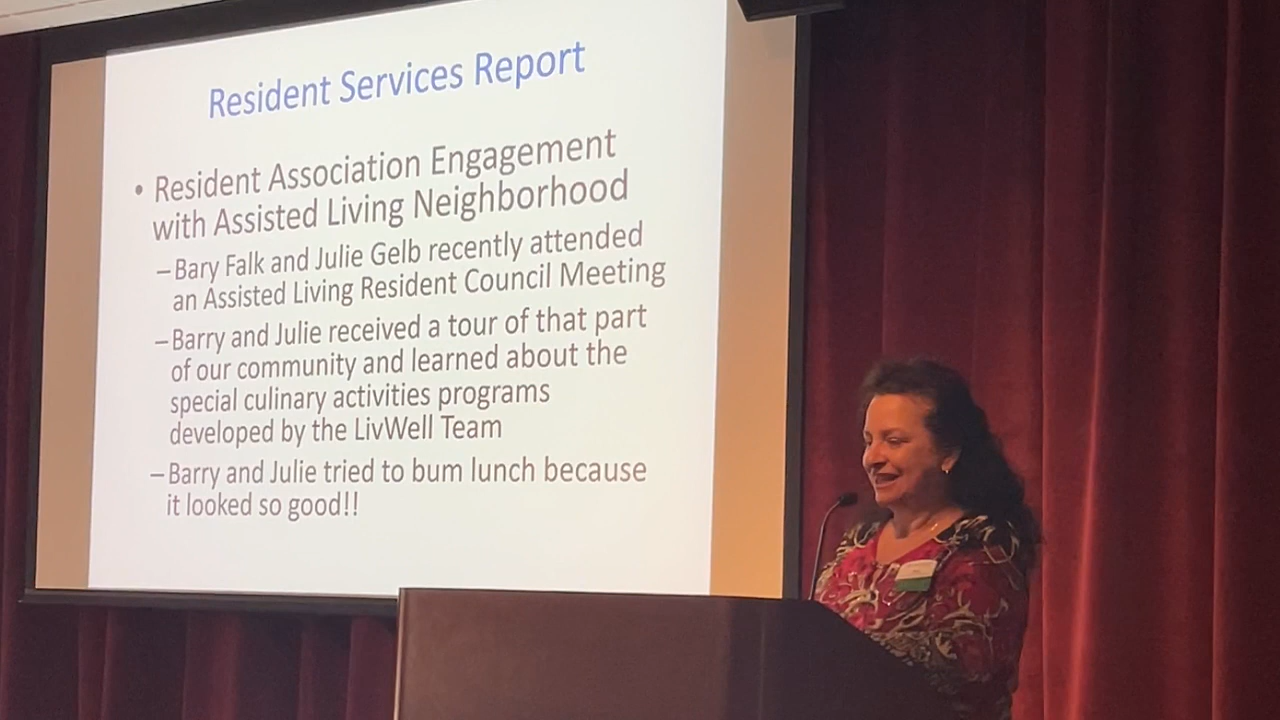 Resident Services Report
• Resident Association Engagement
with Assisted Living Neighborhood
–Bary Falk and Julie Gelb recently attended
an Assisted Living Resident Council Meeting
–Barry and Julie received a tour of that part
of our community and learned about the
special culinary activities programs
developed by the LivWell Team
–Barry and Julie tried to bum lunch because
it looked so good!!